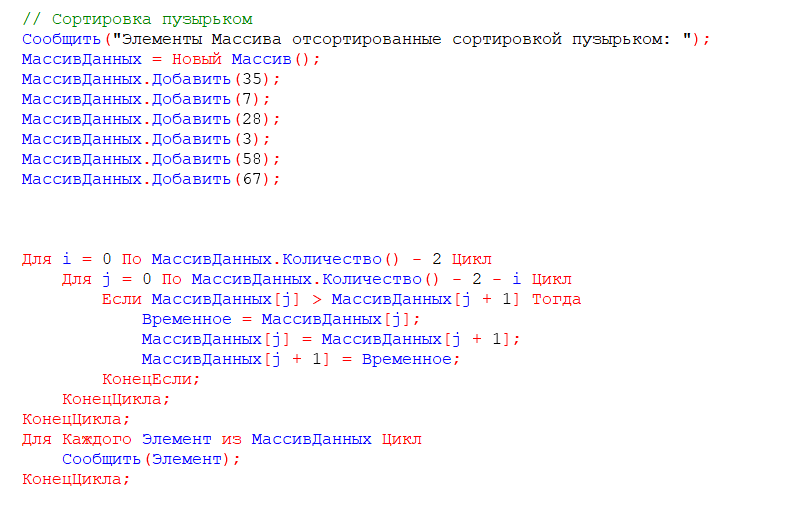 // Сортировка пузырьком
Сообщить("Элементы Массива отсортированные сортировкой пузырьком: ");
МассивДанных = Новый Массив();
МассивДанных.Добавить(35);
МассивДанных.Добавить(7);
МассивДанных.Добавить(28);
МассивДанных.Добавить(3);
МассивДанных.Добавить(58);
МассивДанных.Добавить(67);
Для i = 0 По МассивДанных.Количество() - 2 Цикл
    Для j = 0 По МассивДанных.Количество() - 2 - i Цикл
        Если МассивДанных[j] > МассивДанных[j + 1] Тогда
            Временное = МассивДанных[j];
            МассивДанных[j] = МассивДанных[j + 1];
            МассивДанных[j + 1] = Временное;
        КонецЕсли;
    КонецЦикла;
КонецЦикла;
Для Каждого Элемент из МассивДанных Цикл
    Сообщить(Элемент);
КонецЦикла;